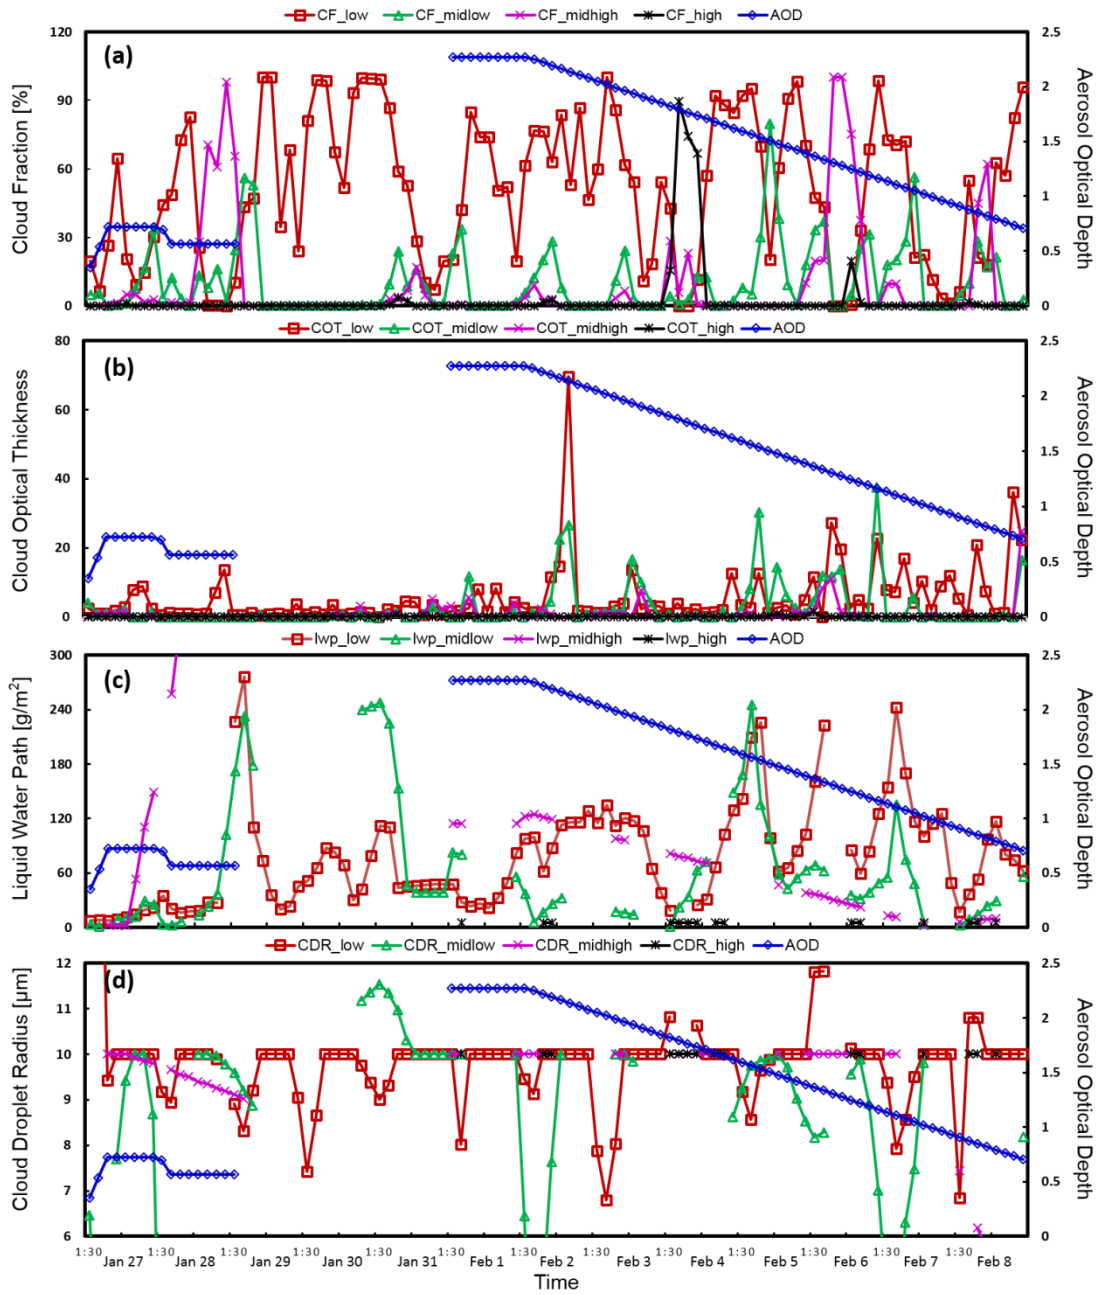 CF_low CF_midlow CF_midhigh CF_high AOD
(a)
Cloud Fraction [%]
120
90
60
30
0
2.5
2
1.5
1
0.5
0
Aerosol Optical Depth
COT_low COT_midlow COT_midhigh COT_high AOD
(b)
Cloud Optical Thickness
80
60
40
20
0
2.5
2
1.5
1
0.5
0
Aerosol Optical Depth
lwp_low lwp_midlow lwp_midhigh lwp_high AOD
(c)
Liquid Water Path [g/m²]
300
240
180
120
60
0
2.5
2
1.5
1
0.5
0
Aerosol Optical Depth
CDR_low CDR_midlow CDR_midhigh CDR_high AOD
(d)
Cloud Droplet Radius [µm]
12
11
10
9
8
7
6
2.5
2
1.5
1
0.5
0
Aerosol Optical Depth
1:30 1:30 1:30 1:30 1:30 1:30 1:30 1:30 1:30 1:30 1:30 1:30
Jan 27 Jan 28 Jan 29 Jan 30 Jan 31 Feb 1 Feb 2 Feb 3 Feb 4 Feb 5 Feb 6 Feb 7 Feb 8
Time